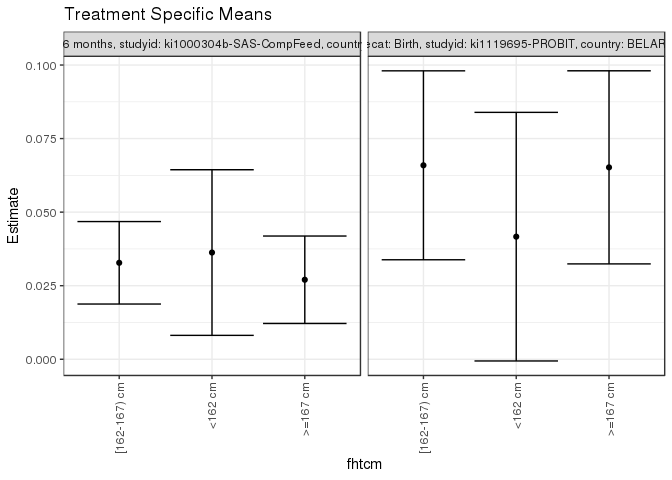 Treatment Specific Means
6 months, studyid: ki1000304b-SAS-CompFeed, countr
ecat: Birth, studyid: ki1119695-PROBIT, country: BELAR
0.100
0.075
0.050
0.025
0.000
Estimate
[162-167) cm
<162 cm
>=167 cm
[162-167) cm
<162 cm
>=167 cm
fhtcm